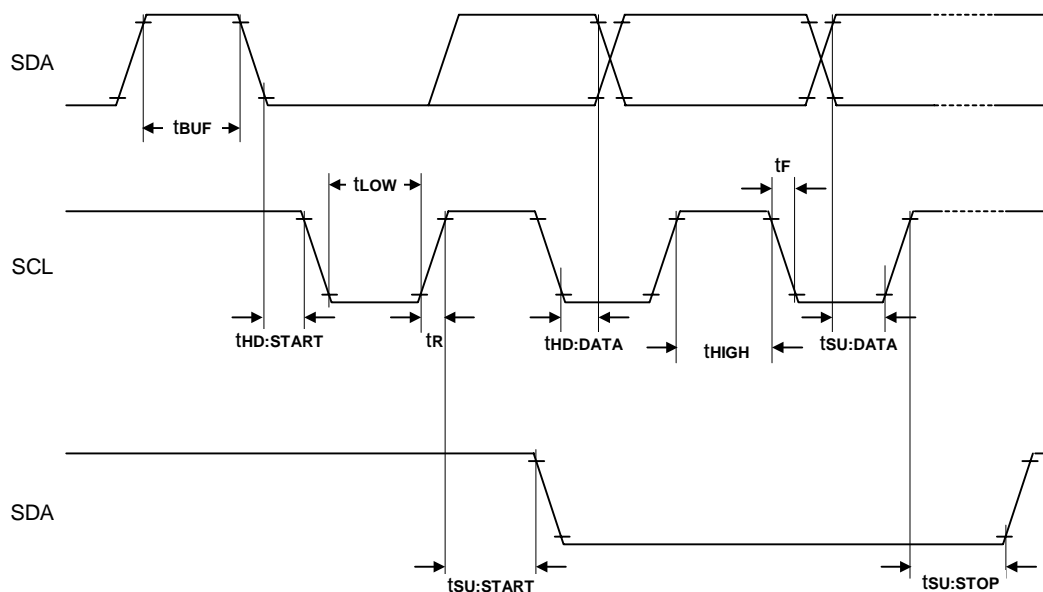 SDA
tBUF
tLOW
tF
SCL
tHD:START
tR
tHD:DATA
tHIGH
tSU:DATA
SDA
tSU:START
tSU:STOP